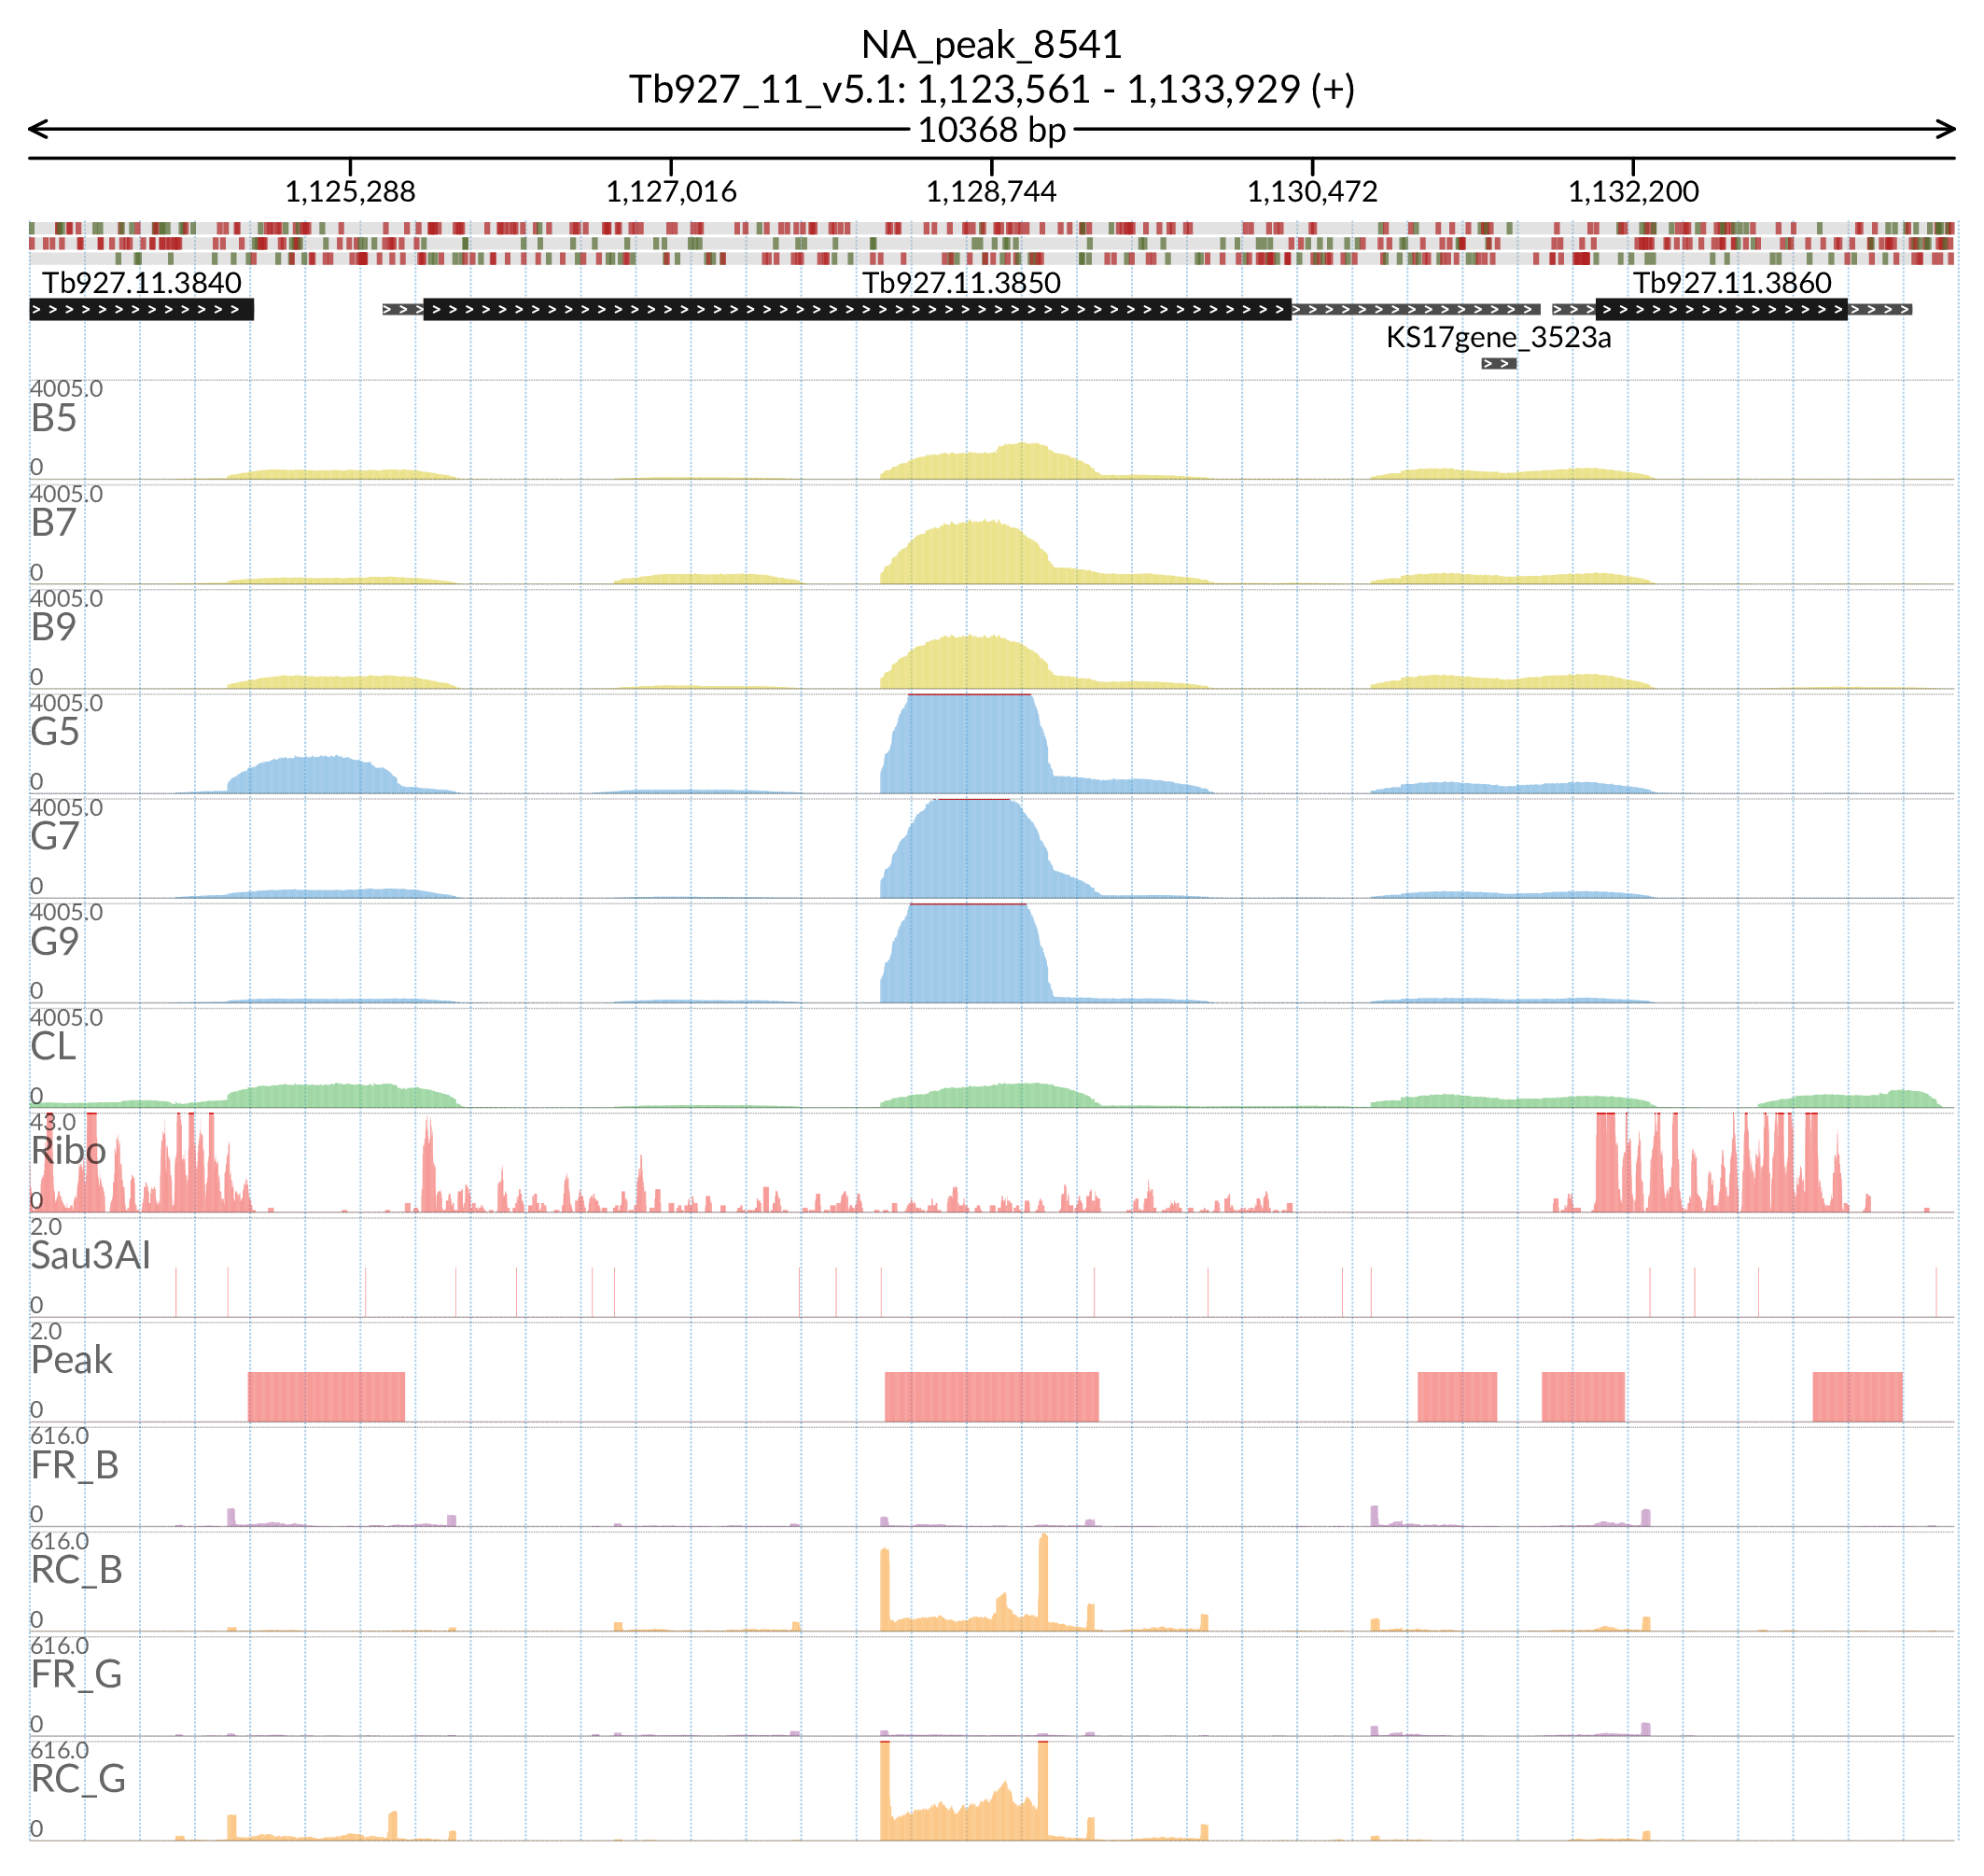 NA_peak_8541
Tb927_11_v5.1: 1,123,561 - 1,133,929 (+)
10368 bp
1,125,288 1,127,016 1,128,744 1,130,472 1,132,200
Tb927.11.3840 Tb927.11.3850 Tb927.11.3860
KS17gene_3523a
4005.0
B5
0
4005.0
B7
0
4005.0
B9
0
4005.0
G5
0
4005.0
G7
0
4005.0
G9
0
4005.0
CL
0
43.0
Ribo
0
2.0
Sau3AI
0
2.0
Peak
0
616.0
FR_B
0
616.0
RC_B
0
616.0
FR_G
0
616.0
RC_G
0